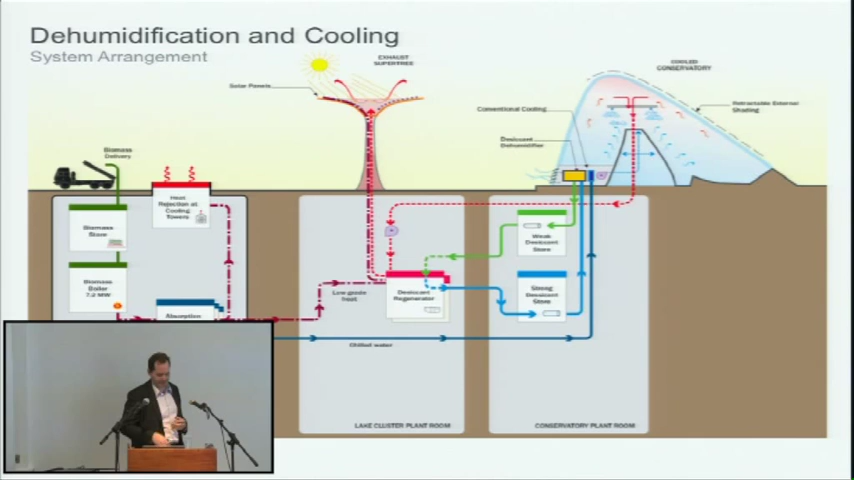 Dehumidification and Cooling
System Arrangement
EXHAUST
SUPERTREE
COOLED
CONSERVATORY
Solar Panels
Conventional Cooling
Retractable External
Shading
Desiccant
Dehumidifier
Biomass
Delivery
Heat
Rejection at
Cooling
Towers
Biomass
Store
Weak
Desiccant
Store
Biomass
Boiler
7.2 MW
Low grade
heat
Desiccant
Regenerator
Strong
Desiccant
Store
Absorption
Chilled water
LAKE CLUSTER PLANT ROOM
CONSERVATORY PLANT ROOM